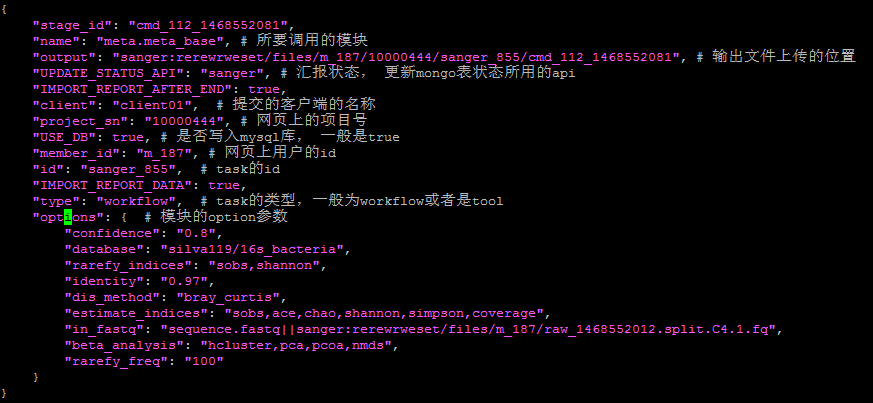 {
    "stage_id": "cmd_112_1468552081",
    "name": "meta.meta_base", # 所要调用的模块
    "output": "sanger:rerewrweset/files/m_187/10000444/sanger_855/cmd_112_1468552081", # 输出文件上传的位置
    "UPDATE_STATUS_API": "sanger", # 汇报状态， 更新mongo表状态所用的api
    "IMPORT_REPORT_AFTER_END": true,
    "client": "client01",  # 提交的客户端的名称
    "project_sn": "10000444", # 网页上的项目号
    "USE_DB": true, # 是否写入mysql库， 一般是true
    "member_id": "m_187", # 网页上用户的id
    "id": "sanger_855",  # task的id
    "IMPORT_REPORT_DATA": true,
    "type": "workflow",  # task的类型，一般为workflow或者是tool
    "options": {  # 模块的option参数
        "confidence": "0.8",
        "database": "silva119/16s_bacteria",
        "rarefy_indices": "sobs,shannon",
        "identity": "0.97",
        "dis_method": "bray_curtis",
        "estimate_indices": "sobs,ace,chao,shannon,simpson,coverage",
        "in_fastq": "sequence.fastq||sanger:rerewrweset/files/m_187/raw_1468552012.split.C4.1.fq",
        "beta_analysis": "hcluster,pca,pcoa,nmds",
        "rarefy_freq": "100"
    }
}